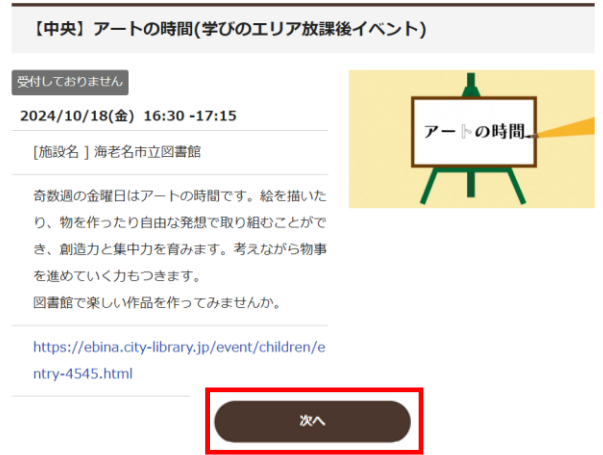 【中央】アートの時間(学びのエリア放課後イベント)
受付しておりません
2024/10/18(金) 16:30 -17:15
[施設名 ] 海老名市立図書館
アートの時間
奇数週の金曜日はアートの時間です。絵を描いた
り、物を作ったり自由な発想で取り組むことがで
き、創造力と集中力を育みます。考えながら物事
を進めていく力もつきます。
図書館で楽しい作品を作ってみませんか。
https://ebina.city-library.jp/event/children/e
ntry-4545.html
次へ